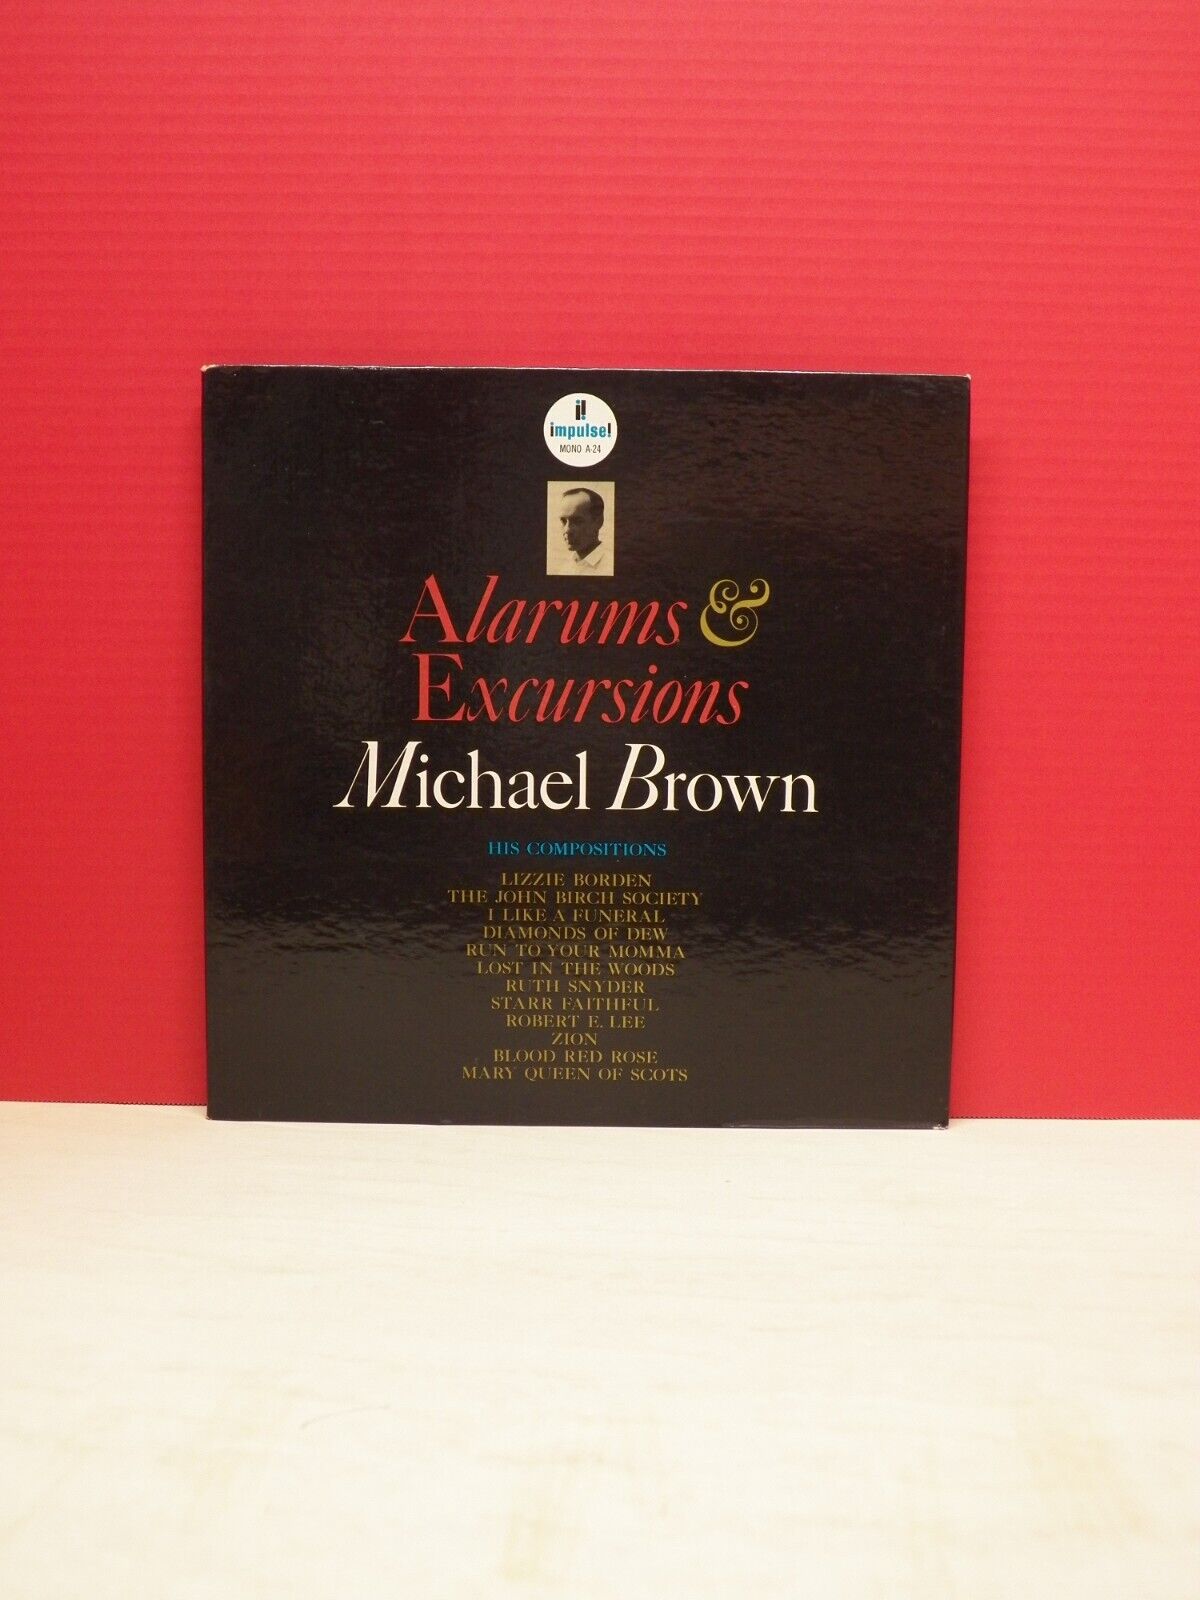 i!
impulse!
MONO A-24
Alarums &
Excursions
Michael Brown
HIS COMPOSITIONS
LIZZIE BORDEN
THE JOHN BIRCH SOCIETY
I LIKE A FUNERAL
DIAMONDS OF DEW
RUN TO YOUR MOMMA
LOST IN THE WOODS
RUTH SNYDER
STARR FAITHFUL
ROBERT E. LEE
ZION
BLOOD RED ROSE
MARY QUEEN OF SCOTS